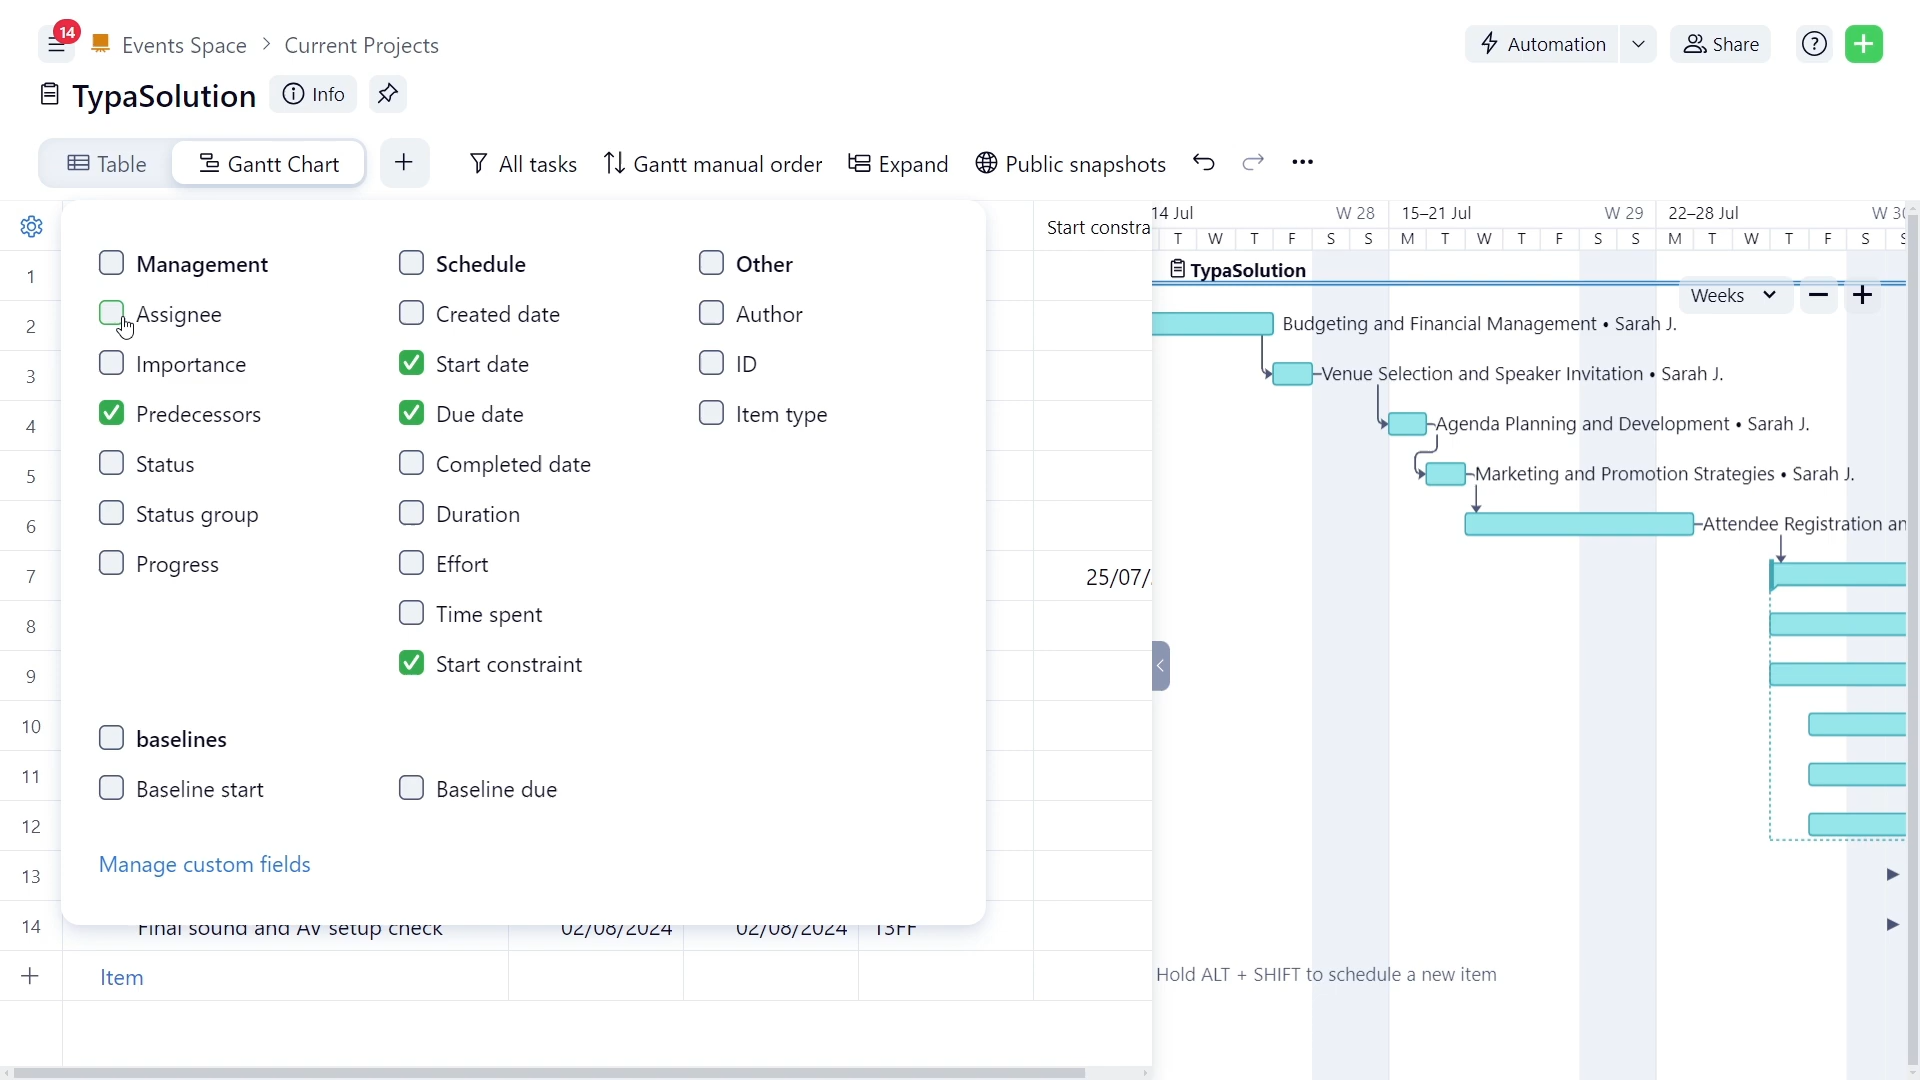 14
Events Space > Current Projects
Automation
Share
TypaSolution
Info
Table
Gantt Chart
All tasks
Gantt manual order
Expand
Public snapshots
Start constra
14 Jul W 28 15–21 Jul W 29 22–28 Jul
T W T F S S M T W T F S S M T W T F S
Management
Assignee
Importance
Predecessors
Status
Status group
Progress
Schedule
Created date
Start date
Due date
Completed date
Duration
Effort
Time spent
Start constraint
Other
Author
ID
Item type
baselines
Baseline start
Baseline due
Manage custom fields
1
2
3
4
5
6
7
8
9
10
11
12
13
14
25/07/
Final sound and AV setup check 02/08/2024 02/08/2024 13FF
Item
TypaSolution
Weeks
Budgeting and Financial Management • Sarah J.
Venue Selection and Speaker Invitation • Sarah J.
Agenda Planning and Development • Sarah J.
Marketing and Promotion Strategies • Sarah J.
Attendee Registration an
Hold ALT + SHIFT to schedule a new item